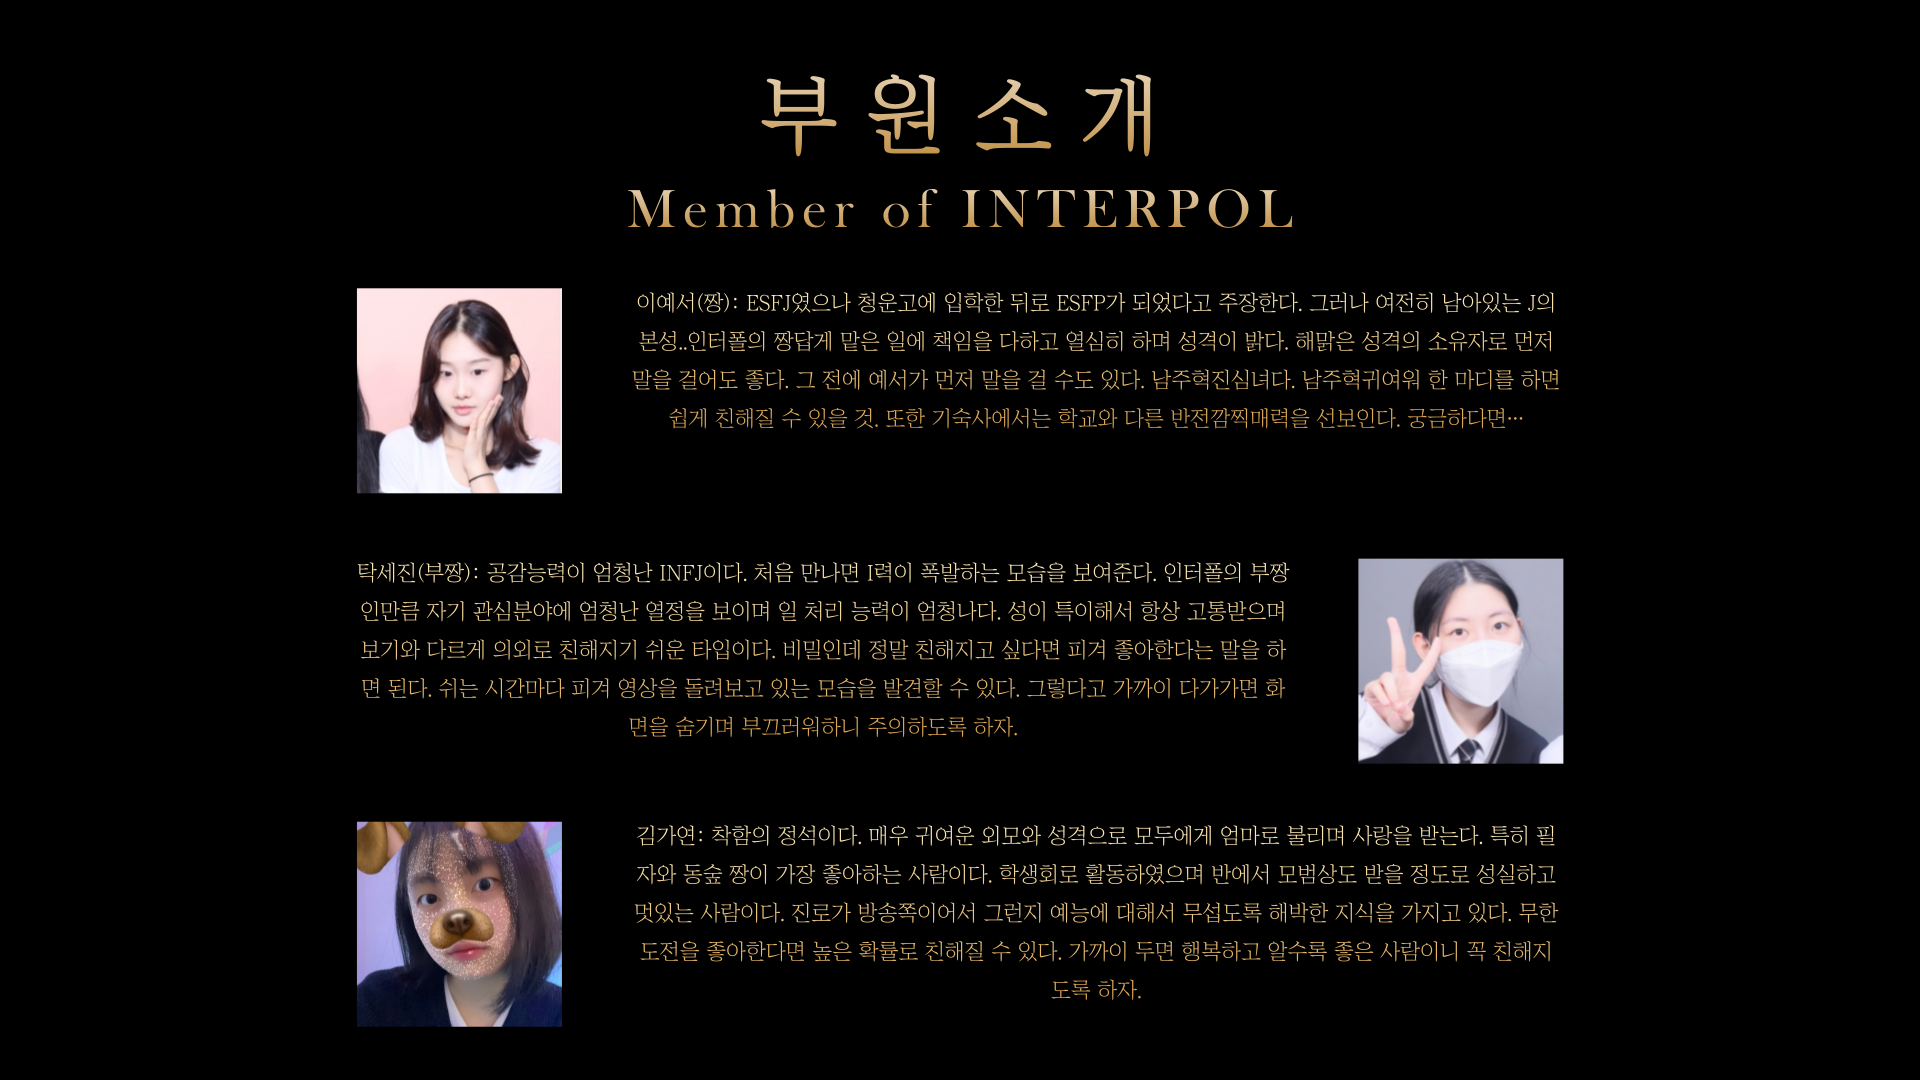 부원소개
Member of INTERPOL
이예서(짱): ESFJ였으나 청운고에 입학한 뒤로 ESFP가 되었다고 주장한다. 그러나 여전히 남아있는 J의
본성..인터폴의 짱답게 맡은 일에 책임을 다하고 열심히 하며 성격이 밝다. 해맑은 성격의 소유자로 먼저
말을 걸어도 좋다. 그 전에 예서가 먼저 말을 걸 수도 있다. 남주혁진심녀다. 남주혁귀여워 한 마디를 하면
쉽게 친해질 수 있을 것. 또한 기숙사에서는 학교와 다른 반전깜찍매력을 선보인다. 궁금하다면…
탁세진(부짱): 공감능력이 엄청난 INFJ이다. 처음 만나면 I력이 폭발하는 모습을 보여준다. 인터폴의 부짱
인만큼 자기 관심분야에 엄청난 열정을 보이며 일 처리 능력이 엄청나다. 성이 특이해서 항상 고통받으며
보기와 다르게 의외로 친해지기 쉬운 타입이다. 비밀인데 정말 친해지고 싶다면 피겨 좋아한다는 말을 하
면 된다. 쉬는 시간마다 피겨 영상을 돌려보고 있는 모습을 발견할 수 있다. 그렇다고 가까이 다가가면 화
면을 숨기며 부끄러워하니 주의하도록 하자.
김가연: 착함의 정석이다. 매우 귀여운 외모와 성격으로 모두에게 엄마로 불리며 사랑을 받는다. 특히 필
자와 동숲 짱이 가장 좋아하는 사람이다. 학생회로 활동하였으며 반에서 모범상도 받을 정도로 성실하고
멋있는 사람이다. 진로가 방송쪽이어서 그런지 예능에 대해서 무섭도록 해박한 지식을 가지고 있다. 무한
도전을 좋아한다면 높은 확률로 친해질 수 있다. 가까이 두면 행복하고 알수록 좋은 사람이니 꼭 친해지
도록 하자.